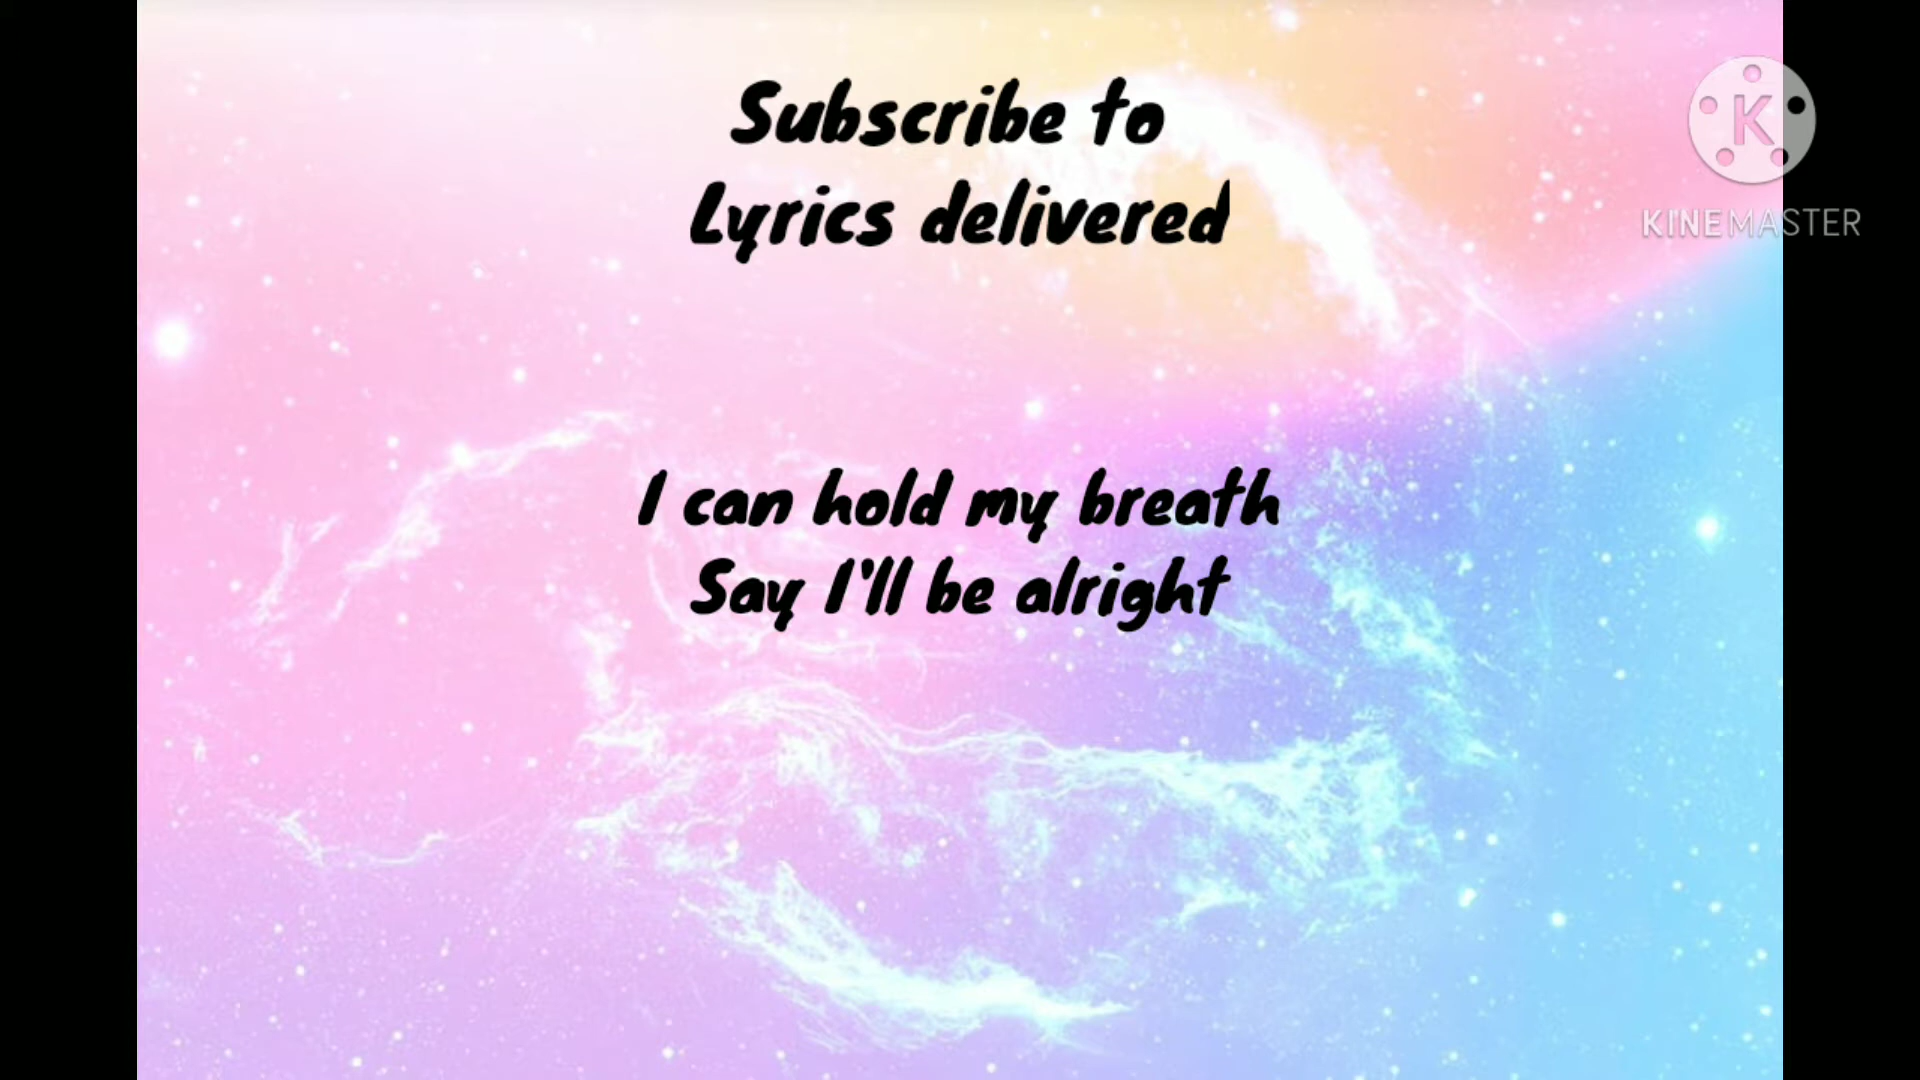 Subscribe to
Lyrics delivered
K
KINEMASTER
I can hold my breath
Say I'll be alright